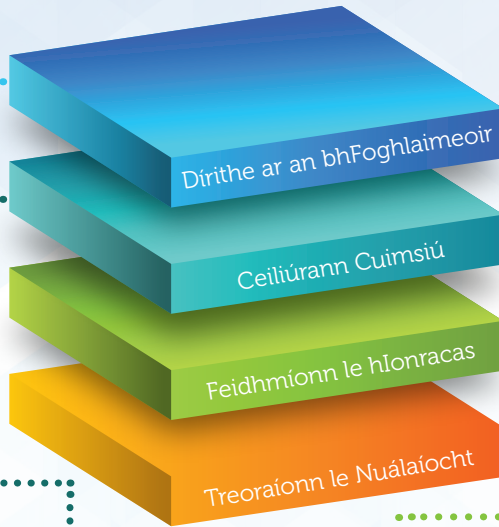 Dírithe ar an bhFoghlaimeoir
Ceiliúrann Cuimsiú
Feidhmíonn le hIonracas
Treoraíonn le Nuálaíocht